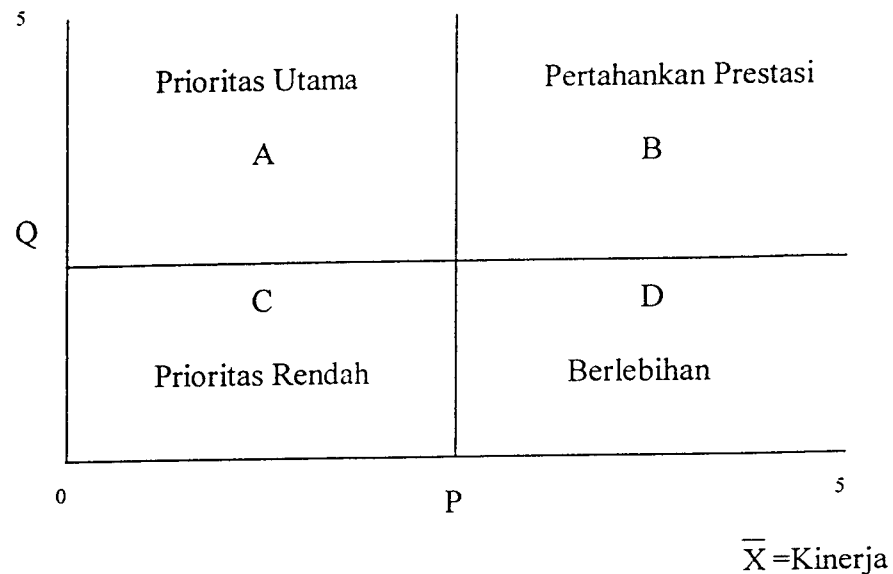 5
Prioritas Utama
Pertahankan Prestasi
A
B
Q
C
D
Prioritas Rendah
Berlebihan
0
P
5
X̅ =Kinerja